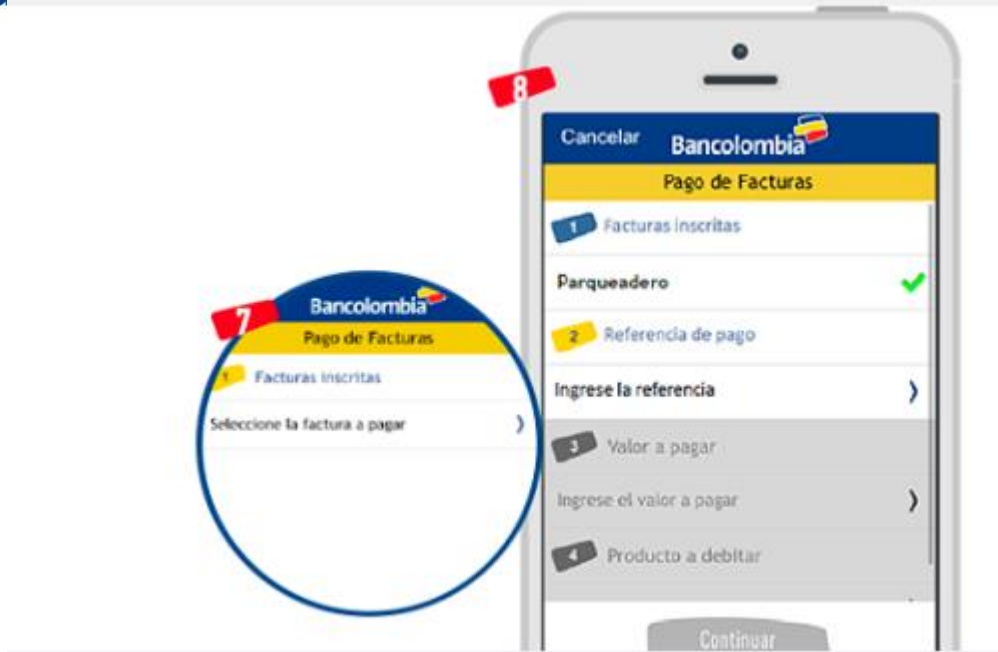 7
Bancolombia
Pago de Facturas
1 Facturas inscritas
Seleccione la factura a pagar
8
Cancelar Bancolombia
Pago de Facturas
1 Facturas inscritas
Parqueadero
2 Referencia de pago
Ingrese la referencia
3 Valor a pagar
Ingrese el valor a pagar
4 Producto a debitar
Continuar